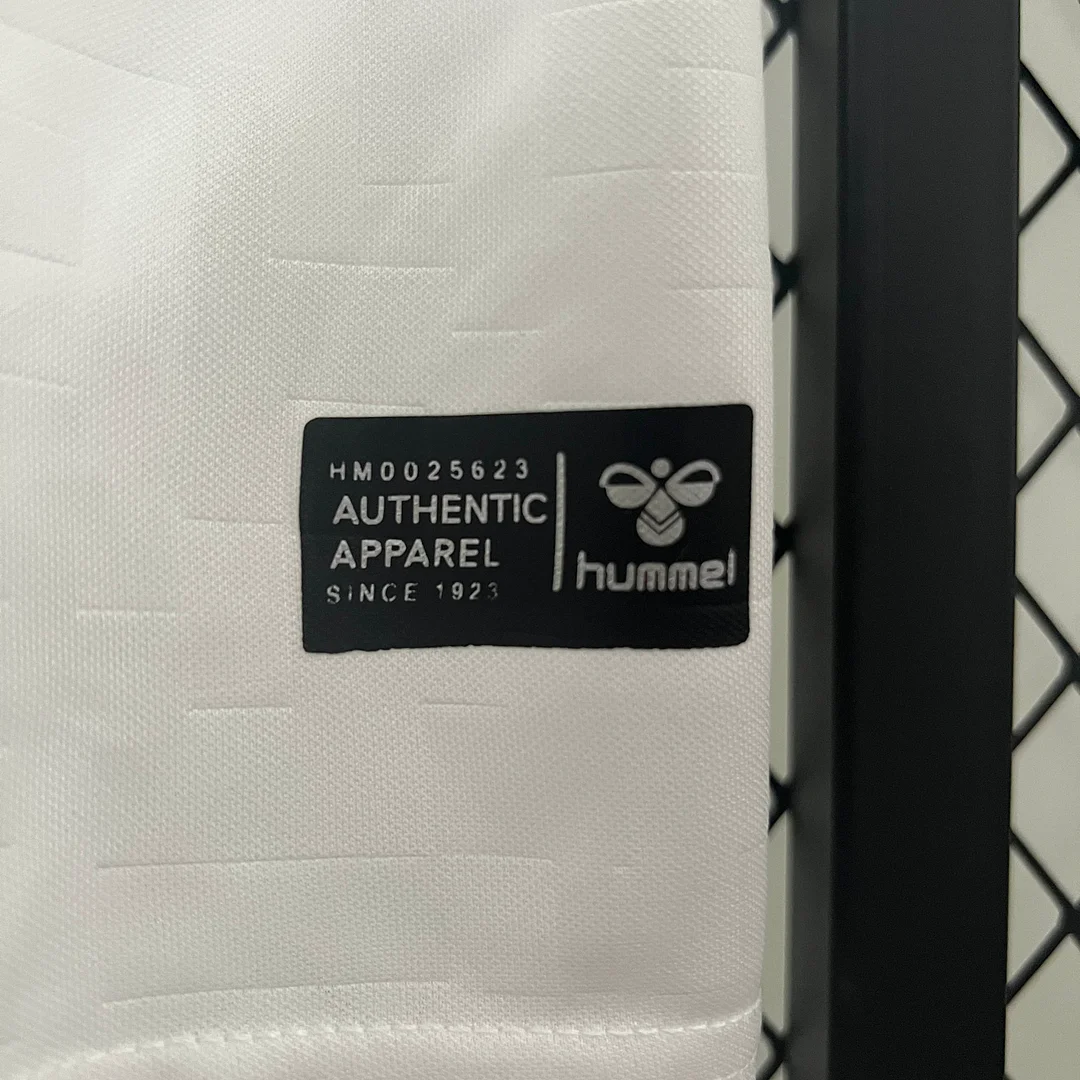 HM0025623
AUTHENTIC
APPAREL
SINCE 1923
hummel